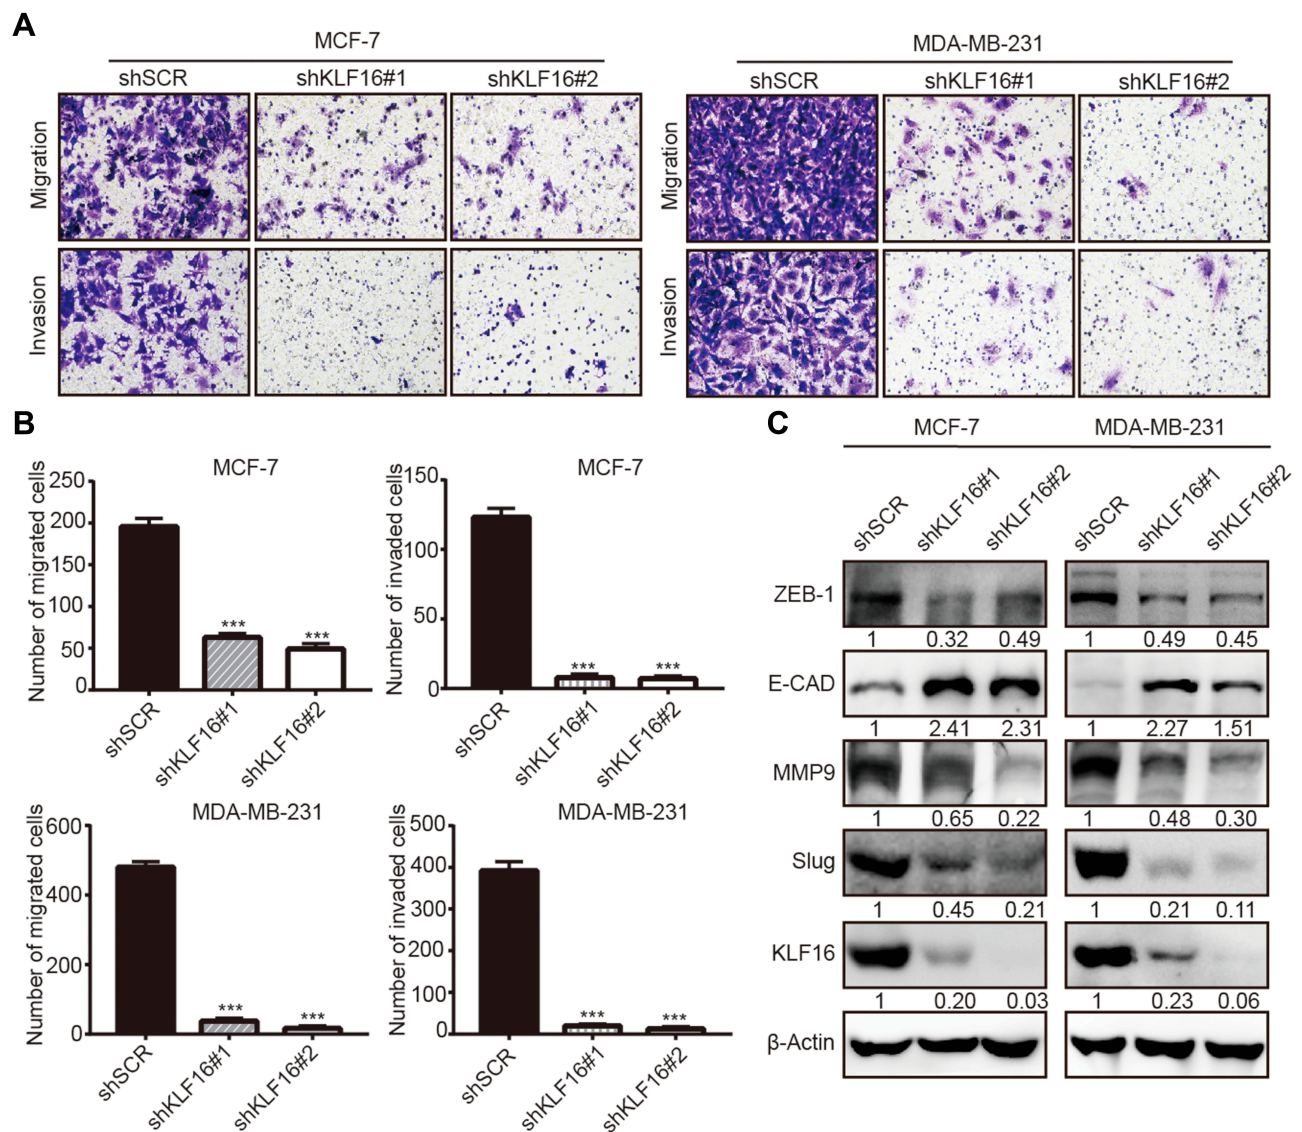 A
MCF-7
shSCR shKLF16#1 shKLF16#2
Migration
Invasion
MDA-MB-231
shSCR shKLF16#1 shKLF16#2
Migration
Invasion
B
MCF-7
Number of migrated cells
250
200
150
100
50
0
***
***
shSCR
shKLF16#1
shKLF16#2
MCF-7
Number of invaded cells
150
100
50
0
***
***
shSCR
shKLF16#1
shKLF16#2
MDA-MB-231
Number of migrated cells
600
400
200
0
***
***
shSCR
shKLF16#1
shKLF16#2
MDA-MB-231
Number of invaded cells
500
400
300
200
100
0
***
***
shSCR
shKLF16#1
shKLF16#2
C
MCF-7 MDA-MB-231
shSCR shKLF16#1 shKLF16#2 shSCR shKLF16#1 shKLF16#2
ZEB-1
1 0.32 0.49 1 0.49 0.45
E-CAD
1 2.41 2.31 1 2.27 1.51
MMP9
1 0.65 0.22 1 0.48 0.30
Slug
1 0.45 0.21 1 0.21 0.11
KLF16
1 0.20 0.03 1 0.23 0.06
β-Actin